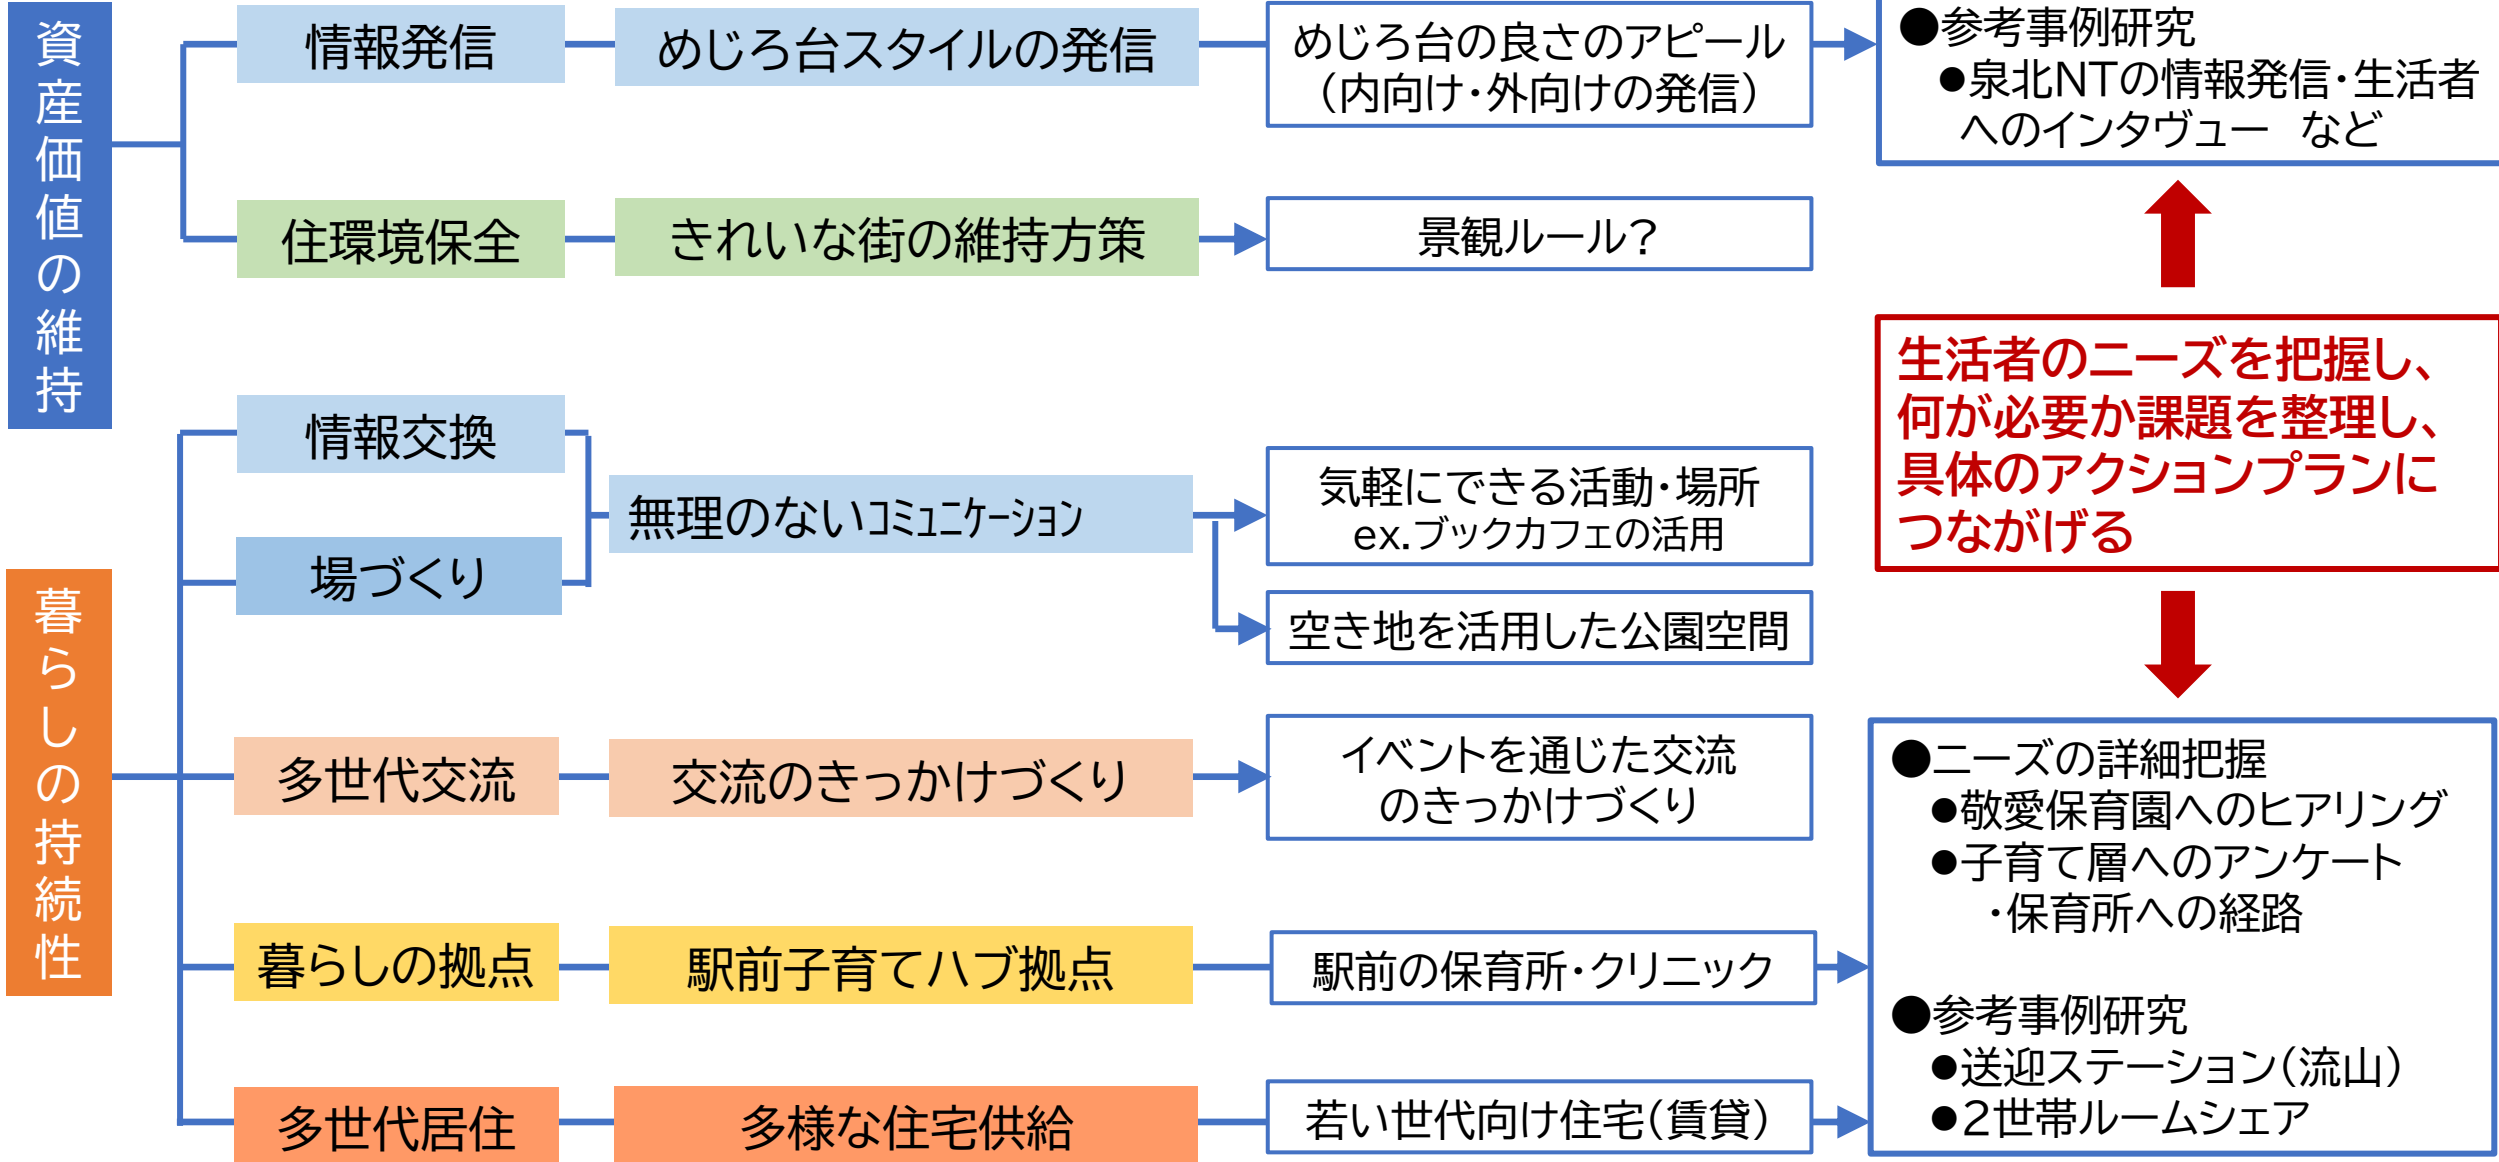 資産価値の維持
情報発信
めじろ台スタイルの発信
めじろ台の良さのアピール
（内向け・外向けの発信）
●参考事例研究
●泉北NTの情報発信・生活者
へのインタヴュー　など
住環境保全
きれいな街の維持方策
景観ルール？
生活者のニーズを把握し、
何が必要か課題を整理し、
具体のアクションプランに
つながげる
暮らしの持続性
情報交換
場づくり
無理のないｺﾐｭﾆｹｰｼｮﾝ
気軽にできる活動・場所
ex.ブックカフェの活用
空き地を活用した公園空間
多世代交流
交流のきっかけづくり
イベントを通じた交流
のきっかけづくり
暮らしの拠点
駅前子育てハブ拠点
駅前の保育所・クリニック
多世代居住
多様な住宅供給
若い世代向け住宅（賃貸）
●ニーズの詳細把握
●敬愛保育園へのヒアリング
●子育て層へのアンケート
・保育所への経路
●参考事例研究
●送迎ステーション（流山）
●２世帯ルームシェア